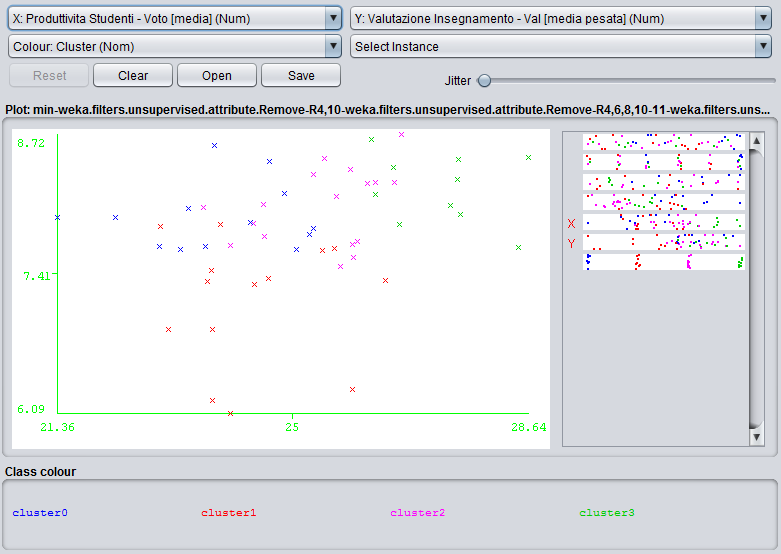 X: Produttivita Studenti - Voto [media] (Num)
Y: Valutazione Insegnamento - Val [media pesata] (Num)
Colour: Cluster (Nom)
Select Instance
Reset
Clear
Open
Save
Jitter
Plot: min-weka.filters.unsupervised.attribute.Remove-R4,10-weka.filters.unsupervised.attribute.Remove-R4,6,8,10-11-weka.filters.uns...
8.72
7.41
6.09
21.36
25
28.64
X
Y
Class colour
cluster0
cluster1
cluster2
cluster3